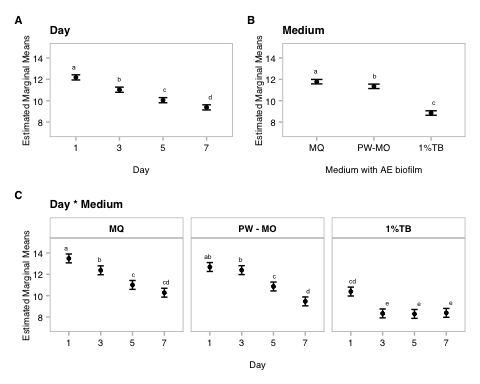 A
Day
Estimated Marginal Means
14
12
10
8
a
b
c
d
1 3 5 7
Day
B
Medium
Estimated Marginal Means
14
12
10
8
a
b
c
MQ PW-MO 1%TB
Medium with AE biofilm
C
Day * Medium
Estimated Marginal Means
MQ PW - MO 1%TB
14
12
10
8
a
b
c
cd
ab
b
c
d
cd
e
e
e
1 3 5 7 1 3 5 7 1 3 5 7
Day